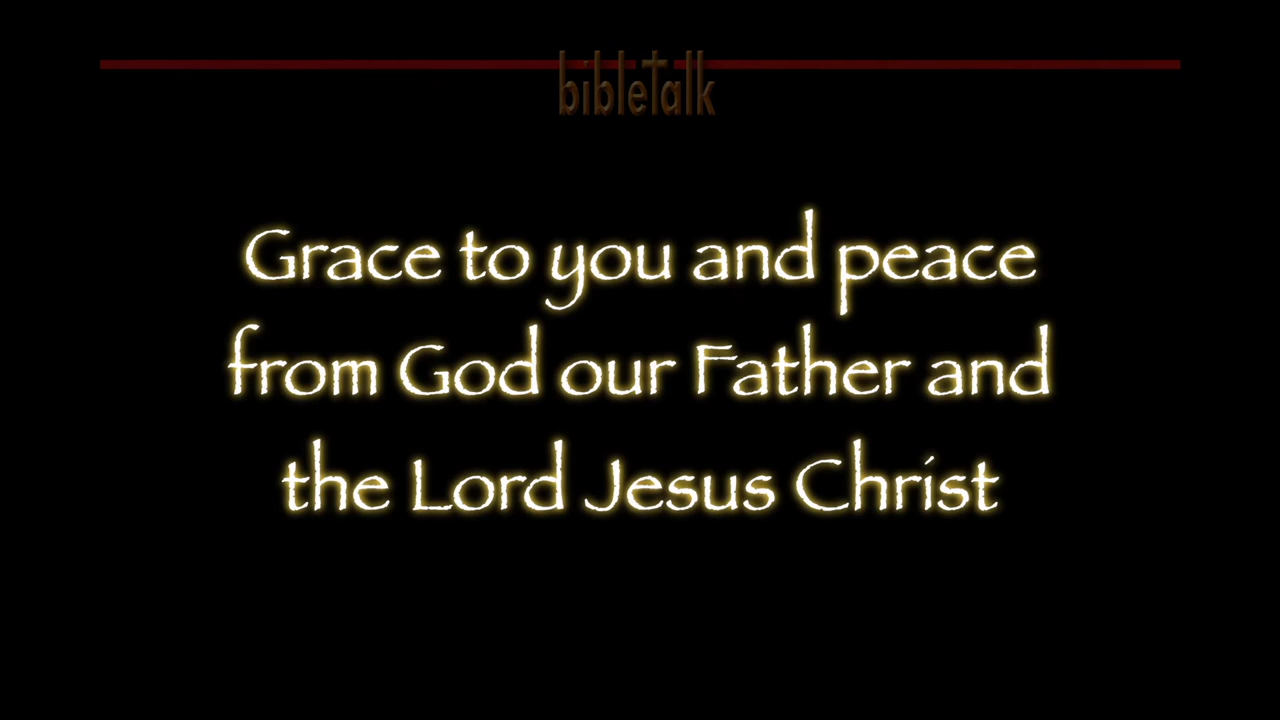 bibletalk
Grace to you and peace
from God our Father and
the Lord Jesus Christ